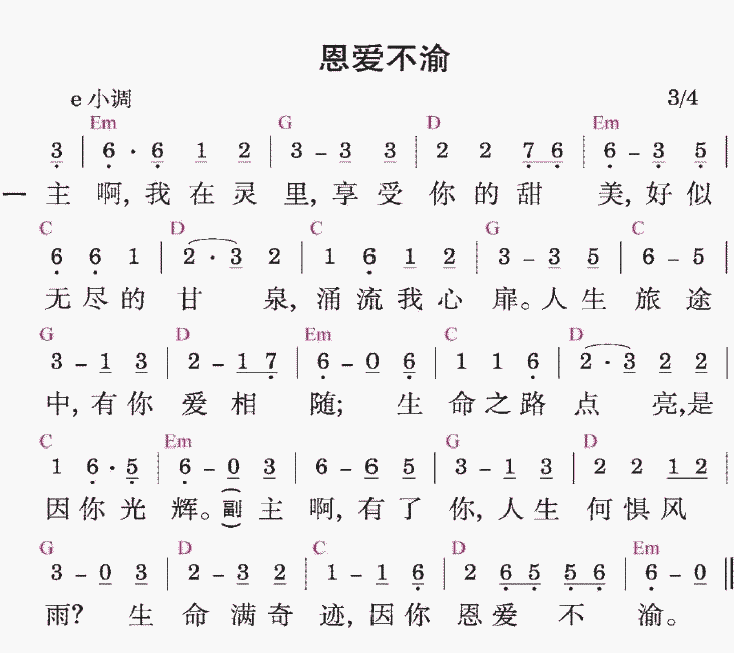 恩爱不渝
e 小调 3/4
Em G D Em
3 | 6 · 6 1 2 | 3 – 3 3 | 2 2 7 6 | 6 – 3 5 |
一 主 啊, 我 在 灵 里, 享 受 你 的 甜 美, 好 似
C D C G C
6 6 1 | 2 · 3 2 | 1 6 1 2 | 3 – 3 5 | 6 – 5 |
无 尽 的 甘 泉, 涌 流 我 心 扉。 人 生 旅 途
G D Em C D
3 – 1 3 | 2 – 1 7 | 6 – 0 6 | 1 1 6 | 2 · 3 2 2 |
中, 有 你 爱 相 随; 生 命 之 路 点 亮, 是
C Em G D
1 6 · 5 | 6 – 0 3 | 6 – 6 5 | 3 – 1 3 | 2 2 1 2 |
因 你 光 辉。 (副) 主 啊, 有 了 你, 人 生 何 惧 风
G D C D Em
3 – 0 3 | 2 – 3 2 | 1 – 1 6 | 2 6 5 5 6 | 6 – 0 ‖
雨? 生 命 满 奇 迹, 因 你 恩 爱 不 渝。